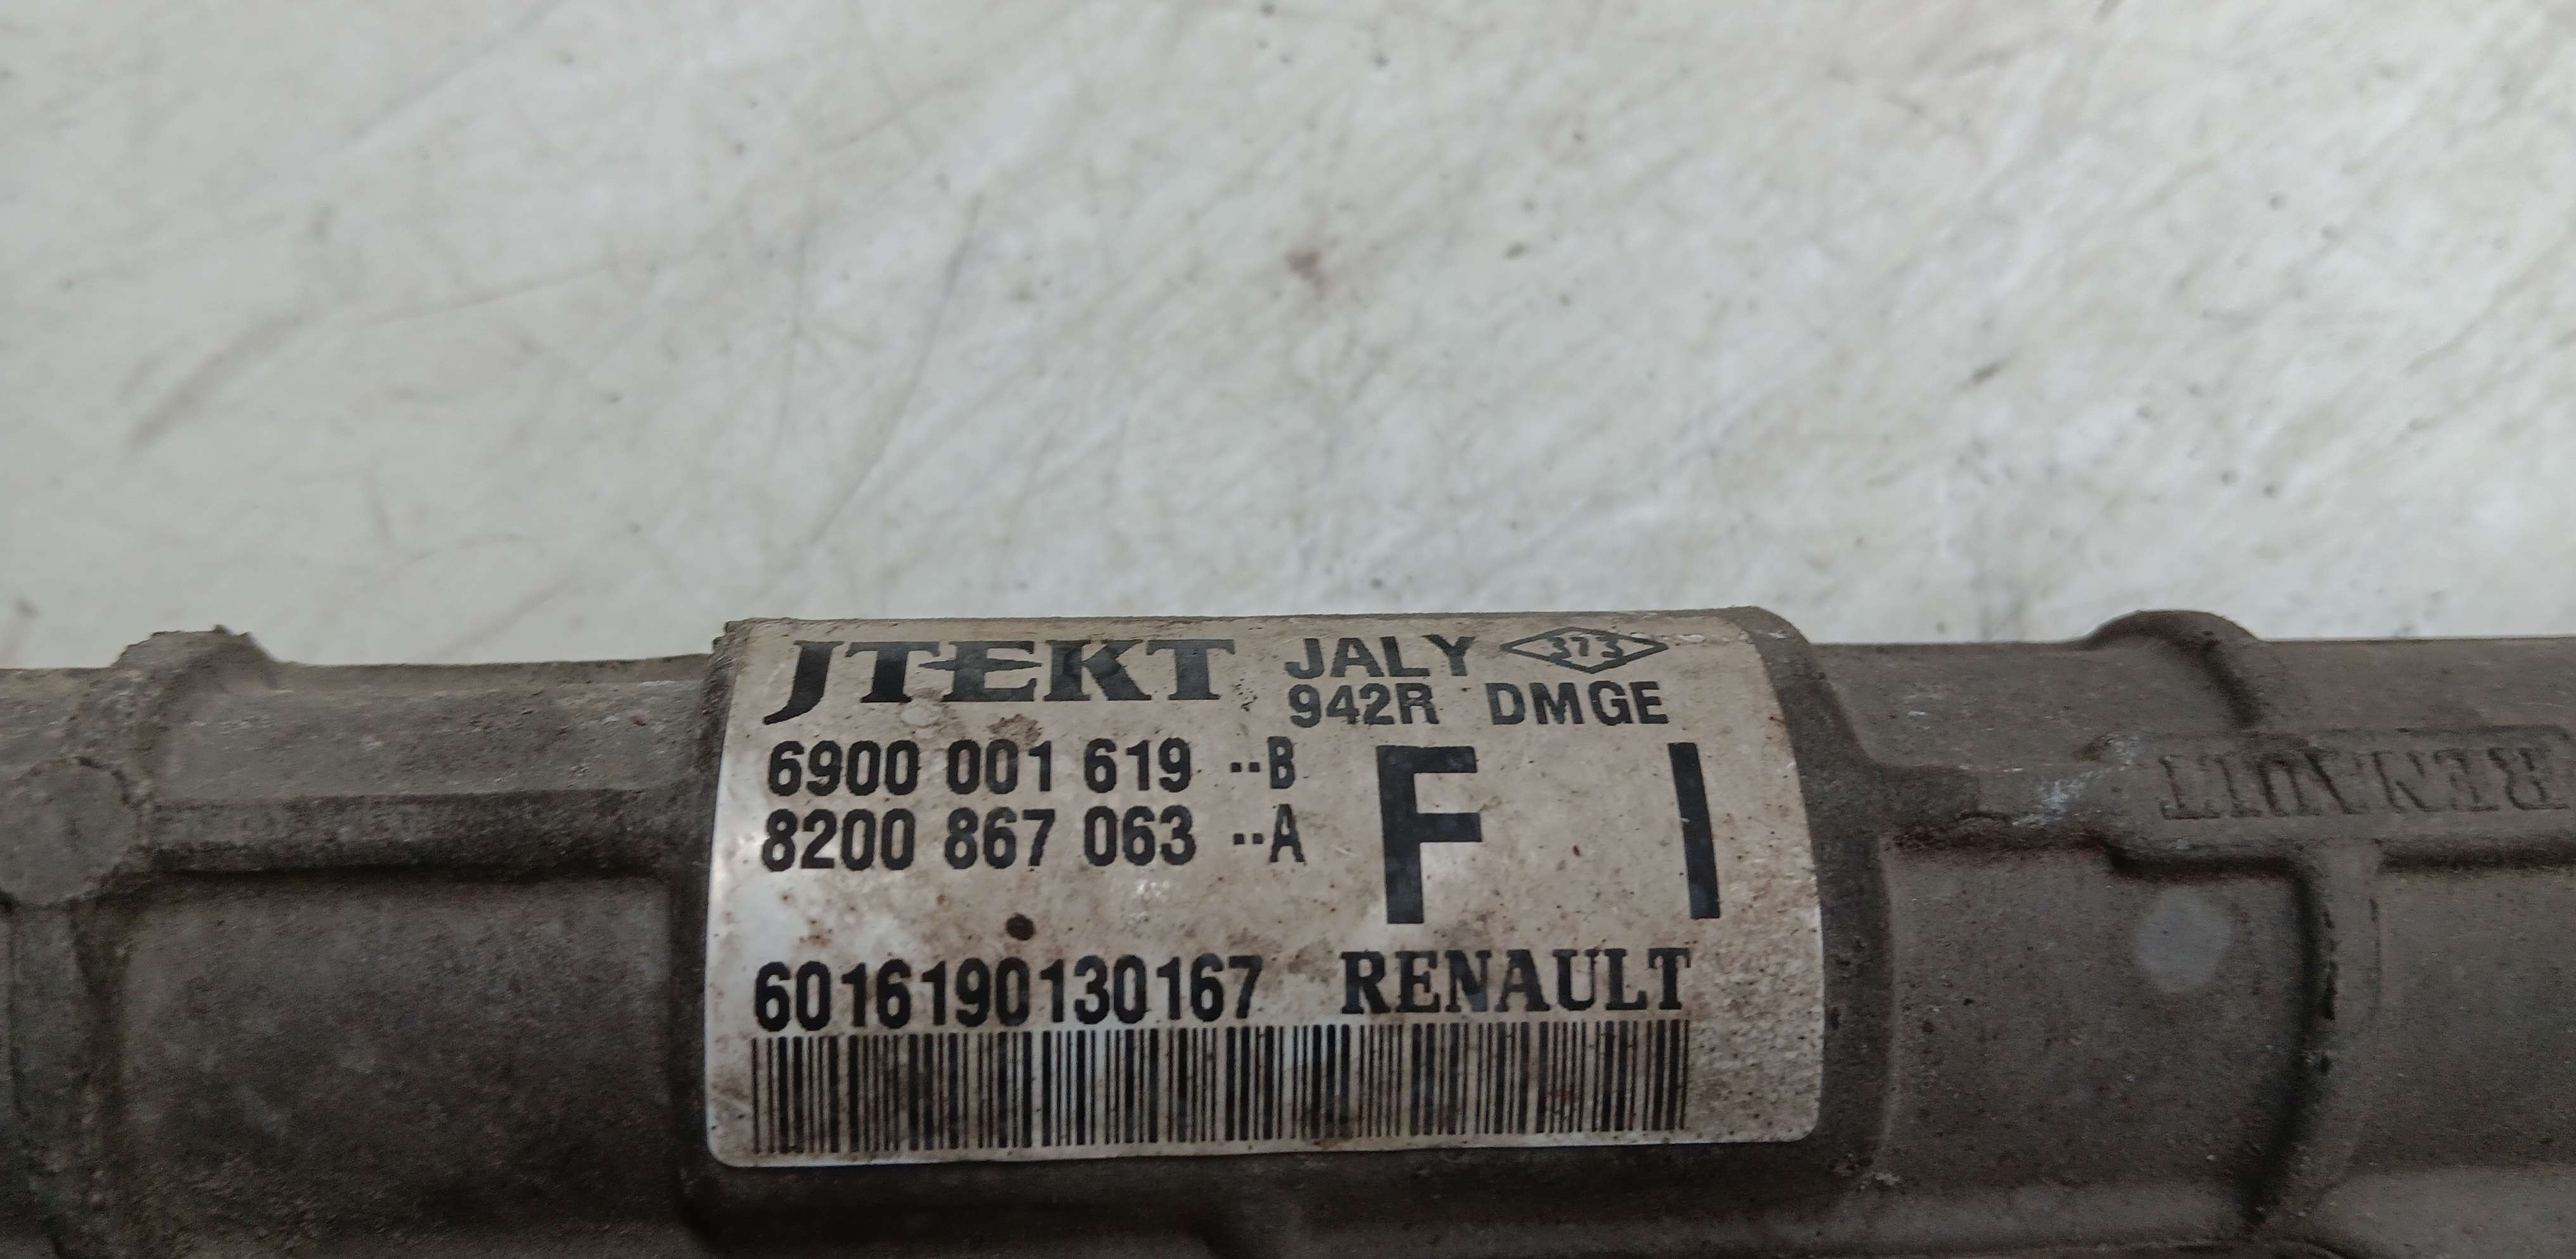 JTEKT JALY 373
942R DMGE
6900 001 619 --B
8200 867 063 --A
F I
6016190130167 RENAULT
RENAULT